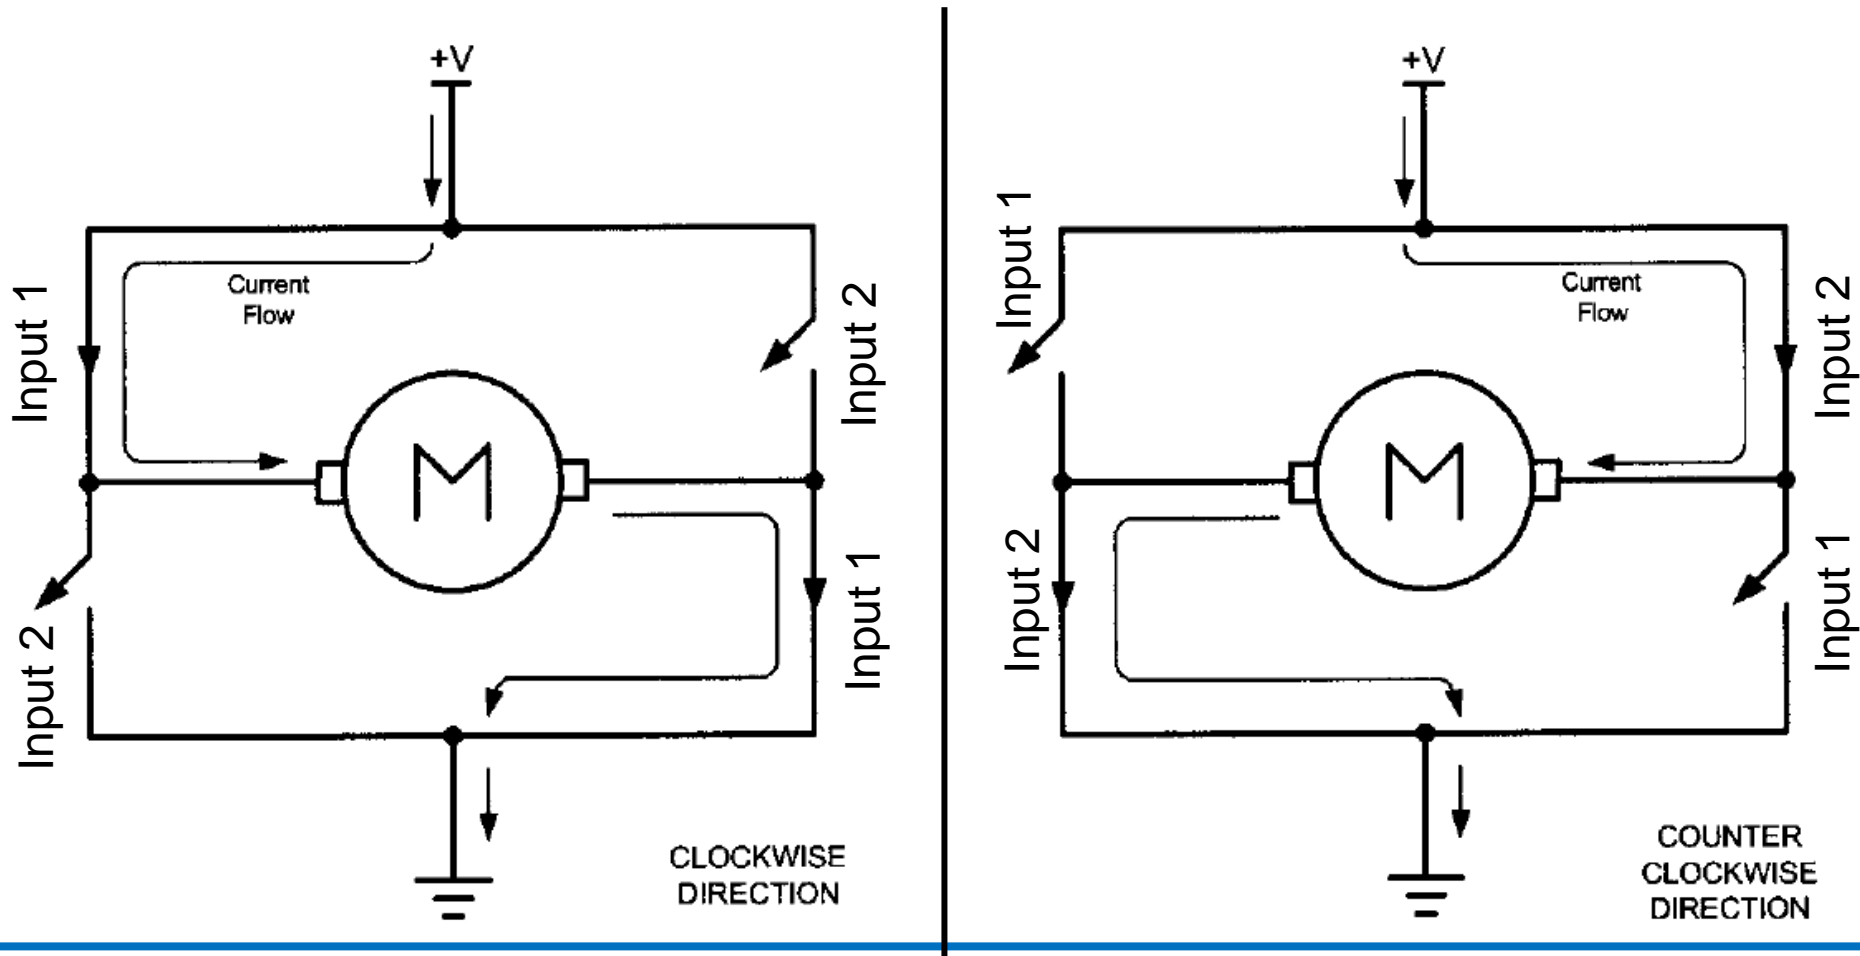 +V
Current
Flow
Input 1
Input 2
M
Input 2
Input 1
CLOCKWISE
DIRECTION
+V
Input 1
Current
Flow
Input 2
M
Input 2
Input 1
COUNTER
CLOCKWISE
DIRECTION